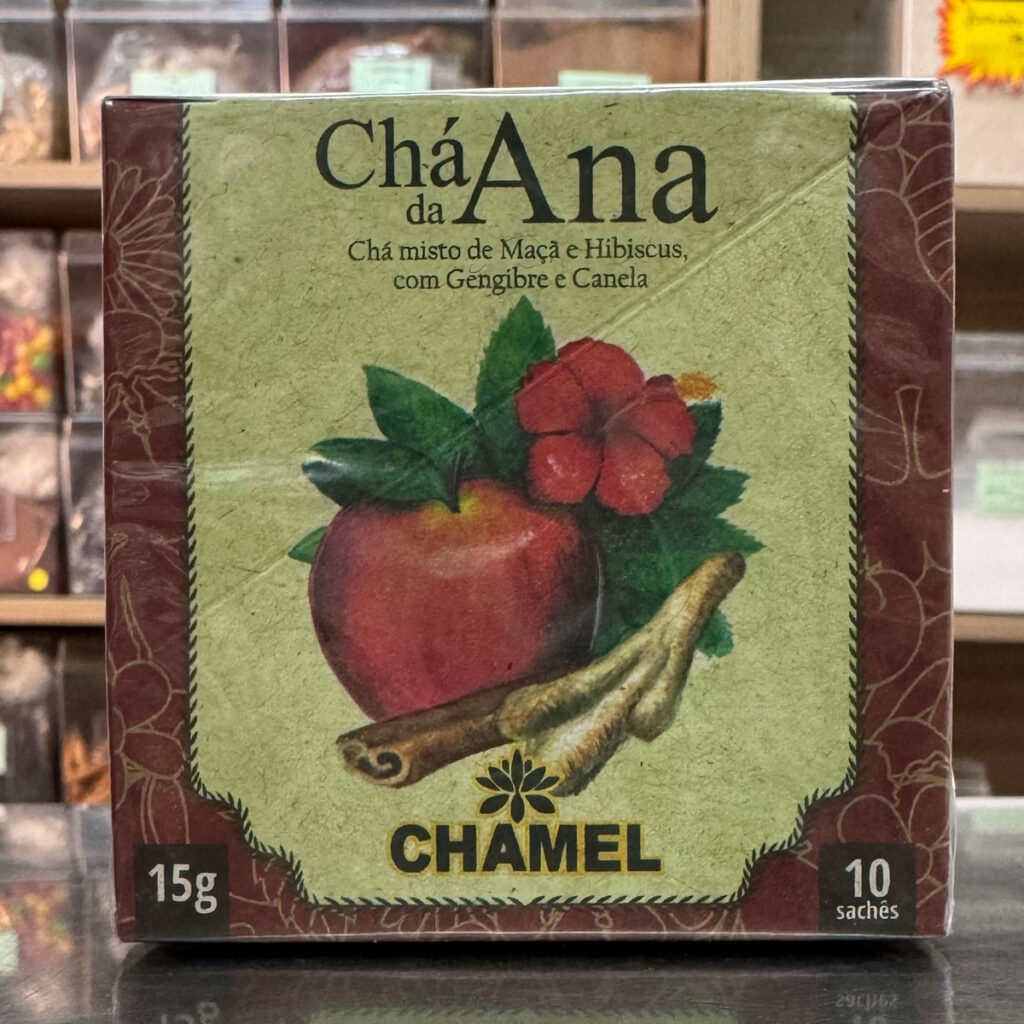 Chá da Ana
Chá misto de Maçã e Hibiscus,
com Gengibre e Canela
CHAMEL
15g
10
sachês